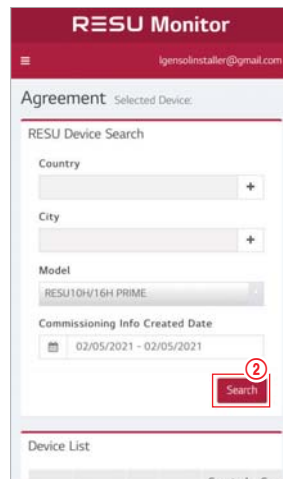 RESU Monitor
lgensolinstaller@gmail.com
Agreement Selected Device:
RESU Device Search
Country
+
City
+
Model
RESU10H/16H PRIME
Commissioning Info Created Date
02/05/2021 - 02/05/2021
②
Search
Device List